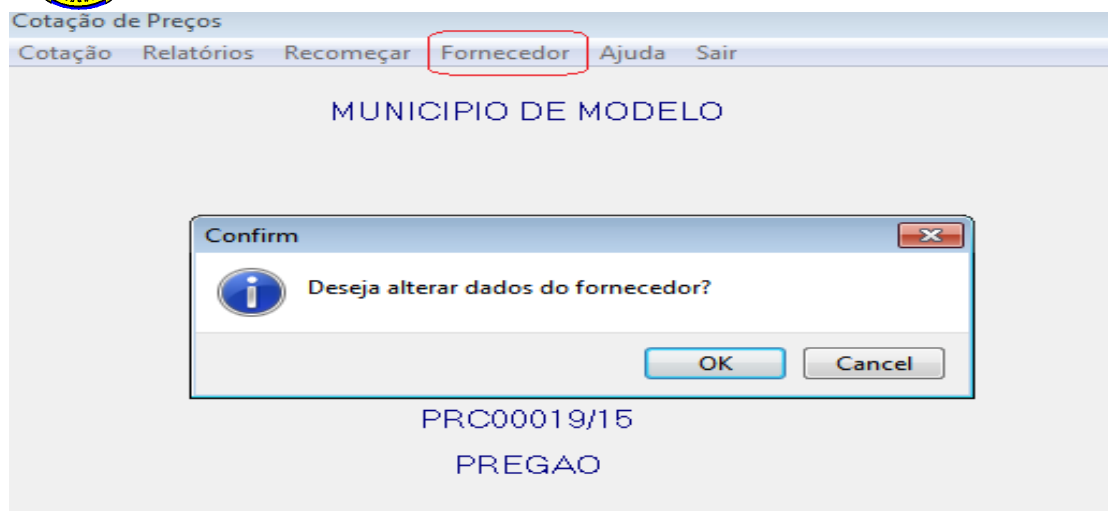 Cotação de Preços
Cotação Relatórios Recomeçar Fornecedor Ajuda Sair
MUNICIPIO DE MODELO
Confirm
Deseja alterar dados do fornecedor?
OK Cancel
PRC00019/15
PREGAO